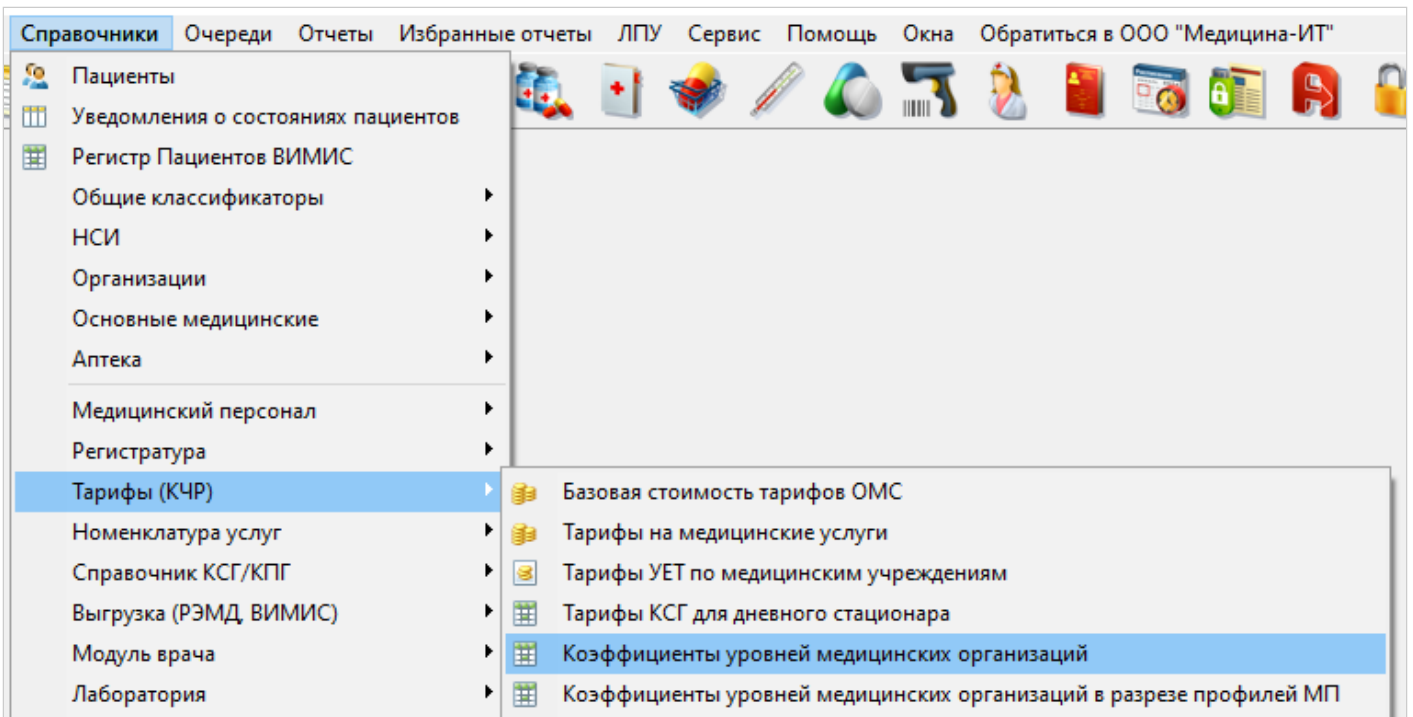 Справочники Очереди Отчеты Избранные отчеты ЛПУ Сервис Помощь Окна Обратиться в ООО "Медицина-ИТ"
Пациенты
Уведомления о состояниях пациентов
Регистр Пациентов ВИМИС
Общие классификаторы
НСИ
Организации
Основные медицинские
Аптека
Медицинский персонал
Регистратура
Тарифы (КЧР)
Номенклатура услуг
Справочник КСГ/КПГ
Выгрузка (РЭМД, ВИМИС)
Модуль врача
Лаборатория
Базовая стоимость тарифов ОМС
Тарифы на медицинские услуги
Тарифы УЕТ по медицинским учреждениям
Тарифы КСГ для дневного стационара
Коэффициенты уровней медицинских организаций
Коэффициенты уровней медицинских организаций в разрезе профилей МП